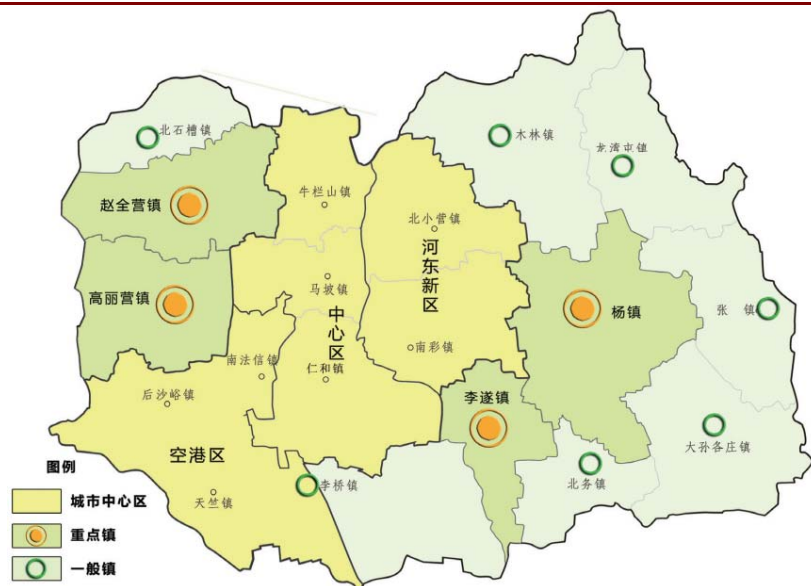 北石槽镇
木林镇
龙湾屯镇
赵全营镇
牛栏山镇
北小营镇
河东新区
高丽营镇
马坡镇
中心区
杨镇
张 镇
南彩镇
南法信镇
仁和镇
后沙峪镇
李遂镇
大孙各庄镇
空港区
北务镇
李桥镇
天竺镇
图例
城市中心区
重点镇
一般镇